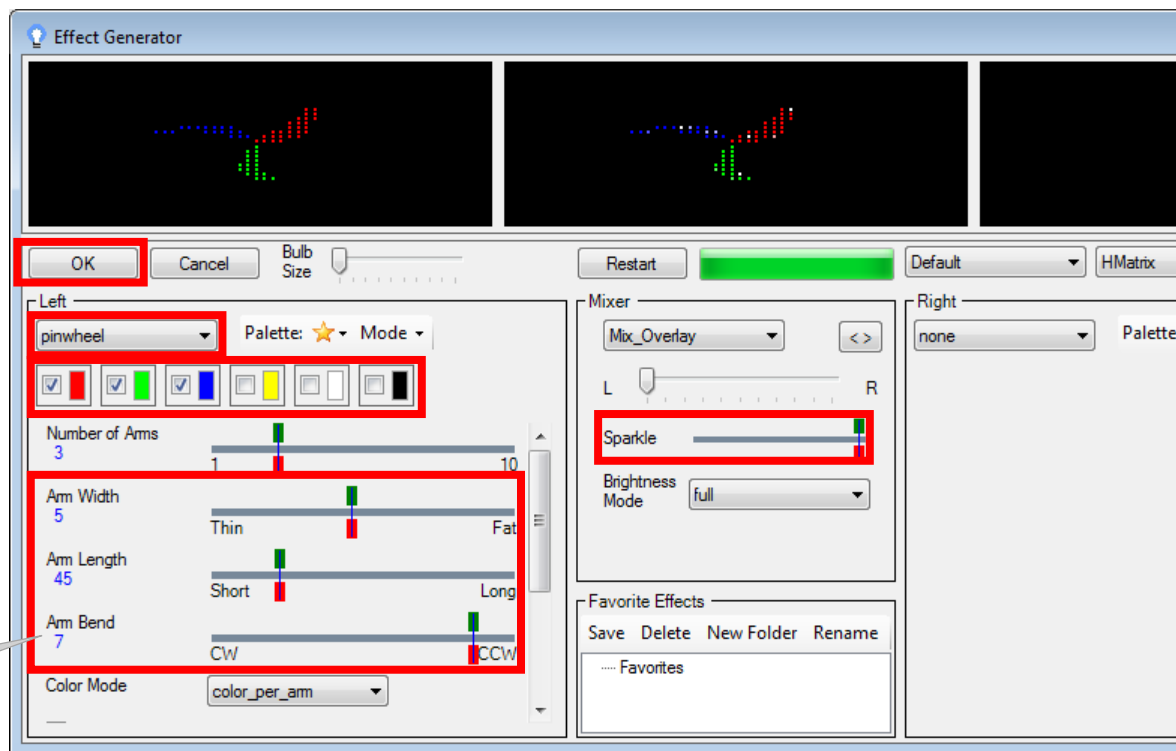 Effect Generator
OK
Cancel
Bulb
Size
Restart
Default
HMatrix
Left
pinwheel
Palette:
Mode
Number of Arms
3
1
10
Arm Width
5
Thin
Fat
Arm Length
45
Short
Long
Arm Bend
7
CW
CCW
Color Mode
color_per_arm
Mixer
Mix_Overlay
< >
L
R
Sparkle
Brightness
Mode
full
Favorite Effects
Save Delete New Folder Rename
Favorites
Right
none
Palette